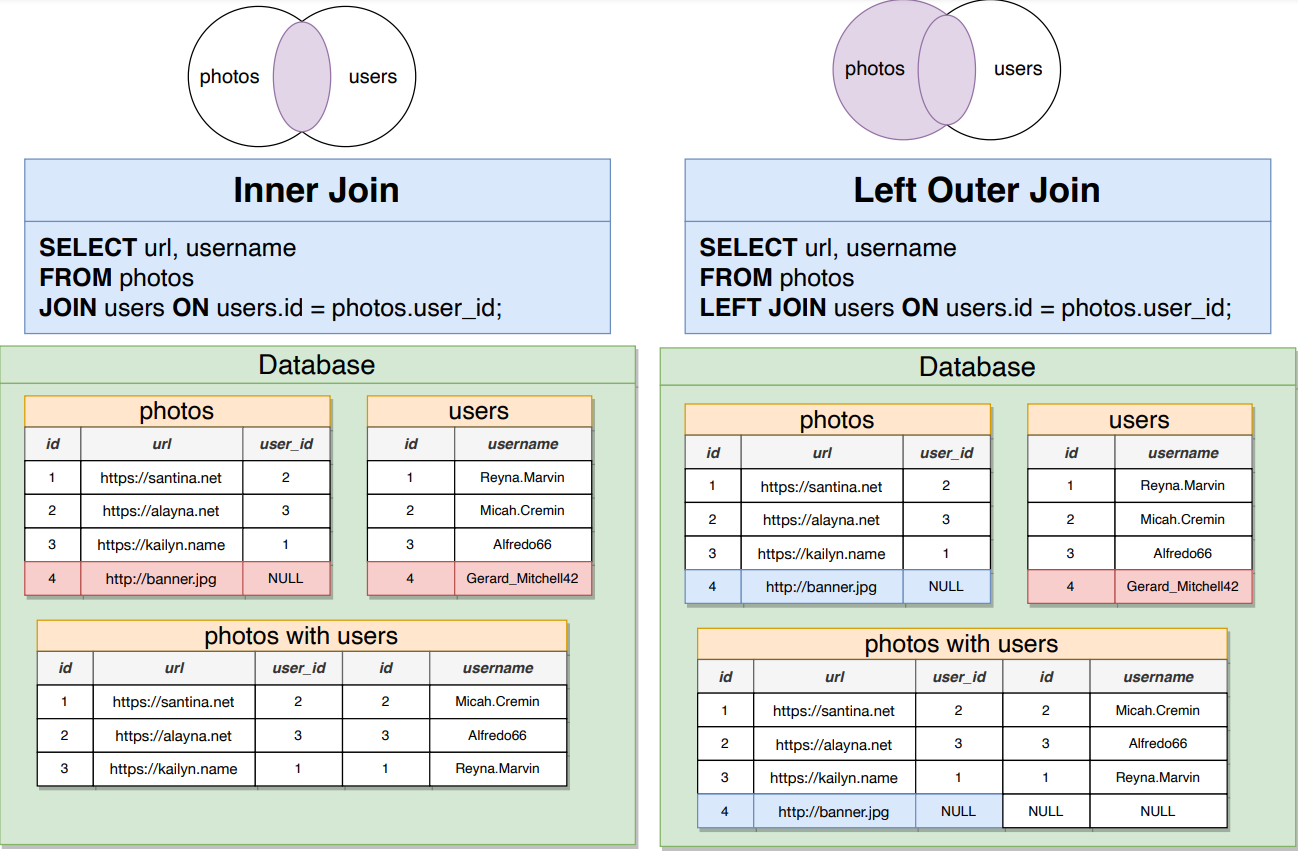 photos users
Inner Join
SELECT url, username
FROM photos
JOIN users ON users.id = photos.user_id;
Database
photos
id url user_id
1 https://santina.net 2
2 https://alayna.net 3
3 https://kailyn.name 1
4 http://banner.jpg NULL
users
id username
1 Reyna.Marvin
2 Micah.Cremin
3 Alfredo66
4 Gerard_Mitchell42
photos with users
id url user_id id username
1 https://santina.net 2 2 Micah.Cremin
2 https://alayna.net 3 3 Alfredo66
3 https://kailyn.name 1 1 Reyna.Marvin
photos users
Left Outer Join
SELECT url, username
FROM photos
LEFT JOIN users ON users.id = photos.user_id;
Database
photos
id url user_id
1 https://santina.net 2
2 https://alayna.net 3
3 https://kailyn.name 1
4 http://banner.jpg NULL
users
id username
1 Reyna.Marvin
2 Micah.Cremin
3 Alfredo66
4 Gerard_Mitchell42
photos with users
id url user_id id username
1 https://santina.net 2 2 Micah.Cremin
2 https://alayna.net 3 3 Alfredo66
3 https://kailyn.name 1 1 Reyna.Marvin
4 http://banner.jpg NULL NULL NULL